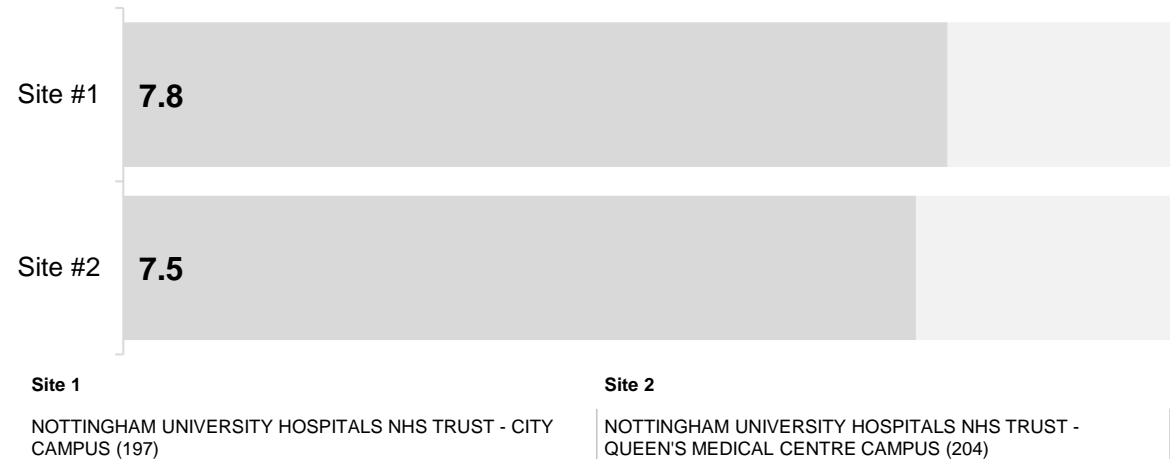 Site #1
7.8
Site #2
7.5
Site 1
NOTTINGHAM UNIVERSITY HOSPITALS NHS TRUST - CITY
CAMPUS (197)
Site 2
NOTTINGHAM UNIVERSITY HOSPITALS NHS TRUST -
QUEEN'S MEDICAL CENTRE CAMPUS (204)